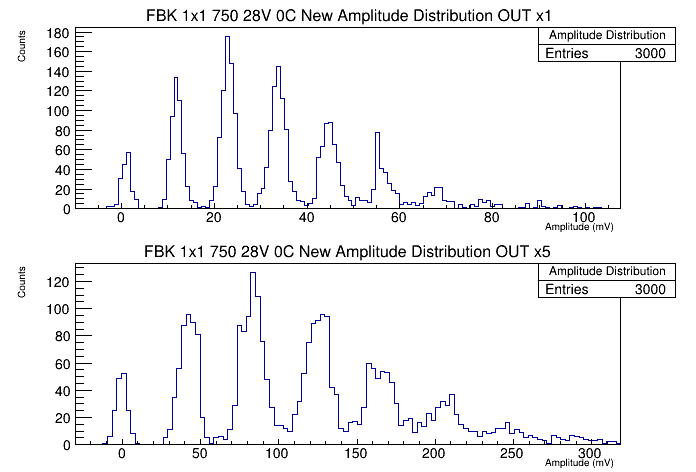 FBK 1x1 750 28V 0C New Amplitude Distribution OUT x1
Counts
Amplitude Distribution
Entries 3000
180
160
140
120
100
80
60
40
20
0
0 20 40 60 80 100
Amplitude (mV)
FBK 1x1 750 28V 0C New Amplitude Distribution OUT x5
Counts
Amplitude Distribution
Entries 3000
120
100
80
60
40
20
0
0 50 100 150 200 250 300
Amplitude (mV)